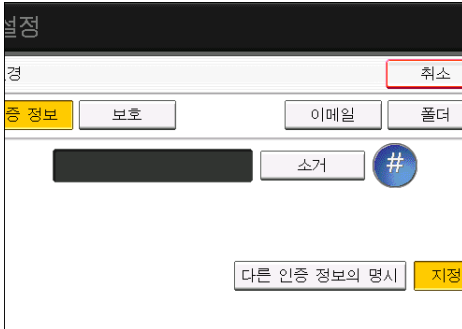 설정
경
취소
증 정보 보호 이메일 폴더
소거 #
다른 인증 정보의 명시 지정